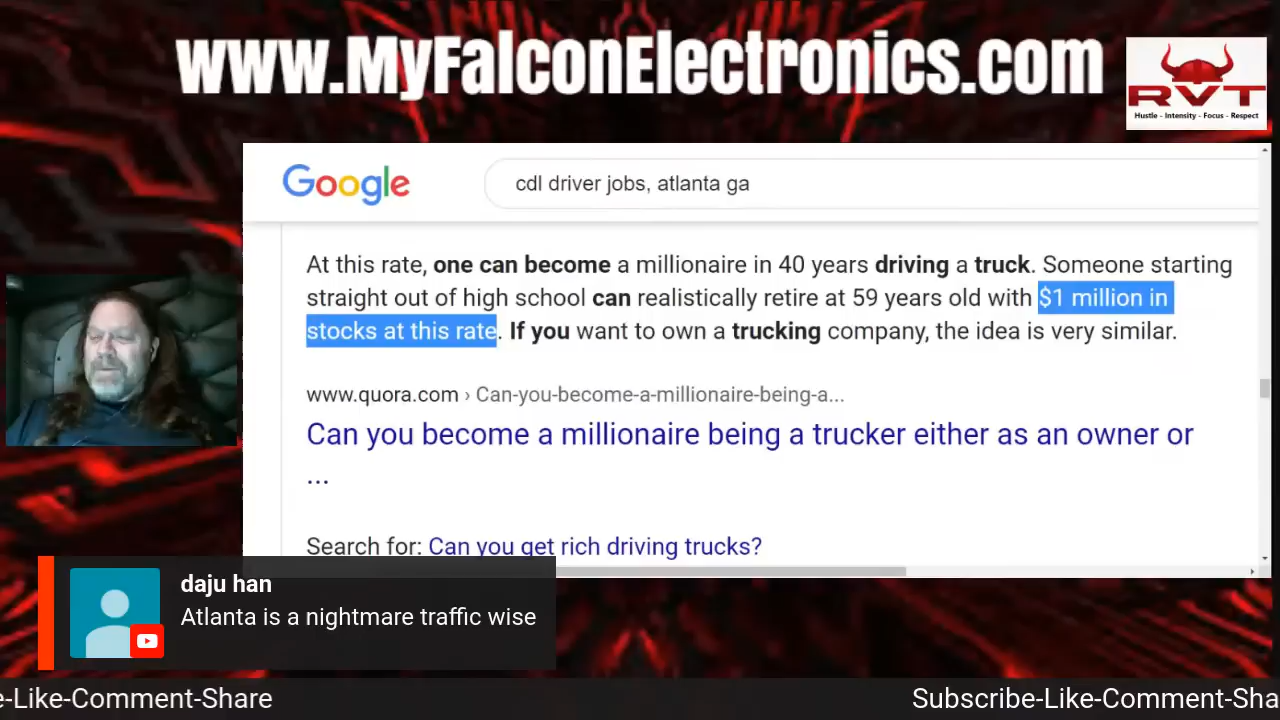 www.MyFalconElectronics.com
RVT
Hustle - Intensity - Focus - Respect
Google
cdl driver jobs, atlanta ga
At this rate, one can become a millionaire in 40 years driving a truck. Someone starting
straight out of high school can realistically retire at 59 years old with $1 million in
stocks at this rate. If you want to own a trucking company, the idea is very similar.
www.quora.com › Can-you-become-a-millionaire-being-a...
Can you become a millionaire being a trucker either as an owner or
...
Search for: Can you get rich driving trucks?
daju han
Atlanta is a nightmare traffic wise
e-Like-Comment-Share
Subscribe-Like-Comment-Sha